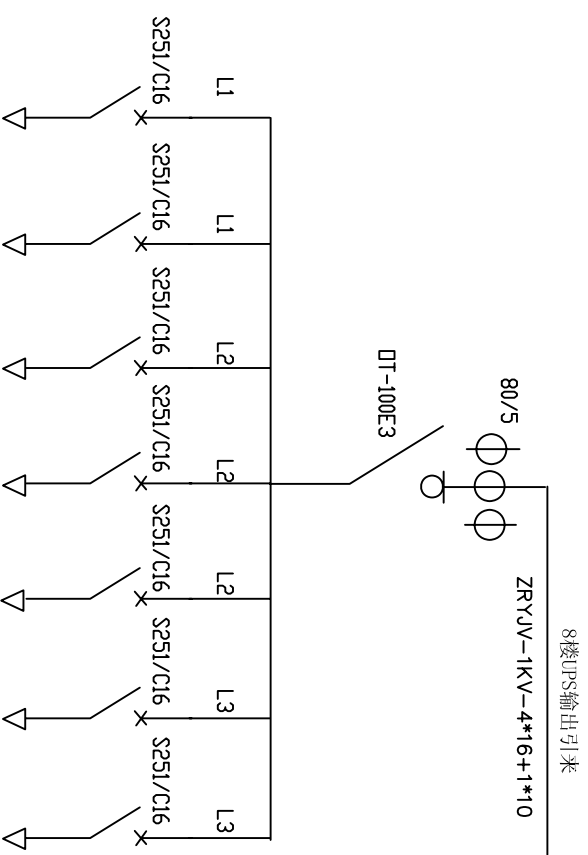 8楼UPS输出引来
ZRYJV-1KV-4*16+1*10
80/5
OT-100E3
L1
L1
L2
L2
L2
L3
L3
S251/C16
S251/C16
S251/C16
S251/C16
S251/C16
S251/C16
S251/C16